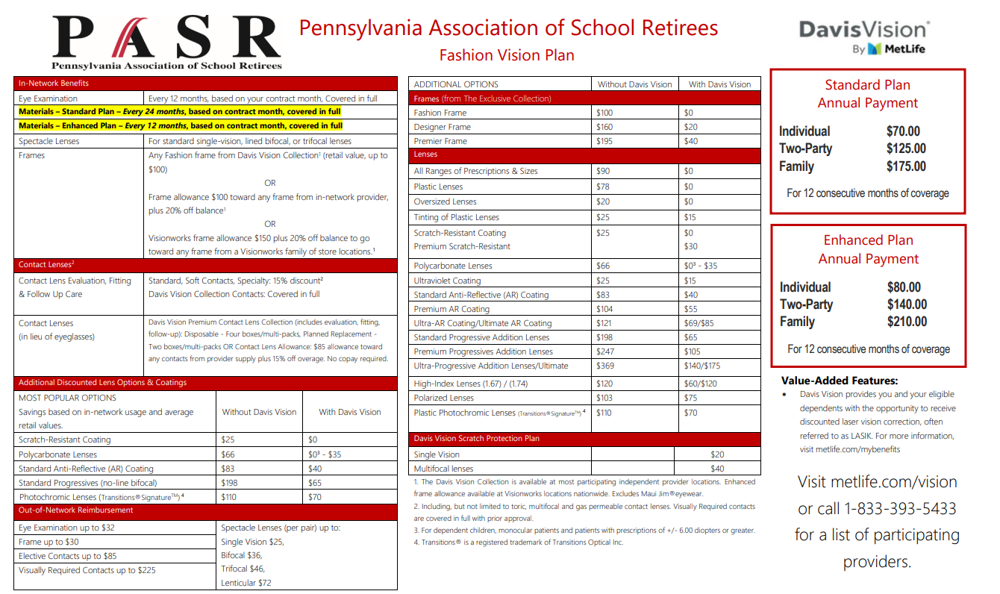 PASR
Pennsylvania Association of School Retirees
Pennsylvania Association of School Retirees
Fashion Vision Plan
DavisVision®
By MetLife
In-Network Benefits
Eye Examination Every 12 months, based on your contract month, Covered in full
Materials – Standard Plan – Every 24 months, based on contract month, covered in full
Materials – Enhanced Plan – Every 12 months, based on contract month, covered in full
Spectacle Lenses For standard single-vision, lined bifocal, or trifocal lenses
Frames Any Fashion frame from Davis Vision Collection¹ (retail value, up to
$100)
OR
Frame allowance $100 toward any frame from in-network provider,
plus 20% off balance¹
OR
Visionworks frame allowance $150 plus 20% off balance to go
toward any frame from a Visionworks family of store locations.¹
Contact Lenses²
Contact Lens Evaluation, Fitting Standard, Soft Contacts, Specialty: 15% discount²
& Follow Up Care Davis Vision Collection Contacts: Covered in full
Contact Lenses Davis Vision Premium Contact Lens Collection (includes evaluation, fitting,
(in lieu of eyeglasses) follow-up): Disposable - Four boxes/multi-packs, Planned Replacement -
Two boxes/multi-packs OR Contact Lens Allowance: $85 allowance toward
any contacts from provider supply plus 15% off overage. No copay required.
Additional Discounted Lens Options & Coatings
MOST POPULAR OPTIONS
Savings based on in-network usage and average Without Davis Vision With Davis Vision
retail values.
Scratch-Resistant Coating $25 $0
Polycarbonate Lenses $66 $0³ - $35
Standard Anti-Reflective (AR) Coating $83 $40
Standard Progressives (no-line bifocal) $198 $65
Photochromic Lenses (Transitions®Signature™) ⁴ $110 $70
Out-of-Network Reimbursement
Eye Examination up to $32
Frame up to $30
Elective Contacts up to $85
Visually Required Contacts up to $225
Spectacle Lenses (per pair) up to:
Single Vision $25,
Bifocal $36,
Trifocal $46,
Lenticular $72
ADDITIONAL OPTIONS Without Davis Vision With Davis Vision
Frames (from The Exclusive Collection)
Fashion Frame $100 $0
Designer Frame $160 $20
Premier Frame $195 $40
Lenses
All Ranges of Prescriptions & Sizes $90 $0
Plastic Lenses $78 $0
Oversized Lenses $20 $0
Tinting of Plastic Lenses $25 $15
Scratch-Resistant Coating $25 $0
Premium Scratch-Resistant $30
Polycarbonate Lenses $66 $0³ - $35
Ultraviolet Coating $25 $15
Standard Anti-Reflective (AR) Coating $83 $40
Premium AR Coating $104 $55
Ultra-AR Coating/Ultimate AR Coating $121 $69/$85
Standard Progressive Addition Lenses $198 $65
Premium Progressives Addition Lenses $247 $105
Ultra-Progressive Addition Lenses/Ultimate $369 $140/$175
High-Index Lenses (1.67) / (1.74) $120 $60/$120
Polarized Lenses $103 $75
Plastic Photochromic Lenses (Transitions®Signature™) ⁴ $110 $70
Davis Vision Scratch Protection Plan
Single Vision $20
Multifocal lenses $40
1. The Davis Vision Collection is available at most participating independent provider locations. Enhanced
frame allowance available at Visionworks locations nationwide. Excludes Maui Jim®eyewear.
2. Including, but not limited to toric, multifocal and gas permeable contact lenses. Visually Required contacts
are covered in full with prior approval.
3. For dependent children, monocular patients and patients with prescriptions of +/- 6.00 diopters or greater.
4. Transitions® is a registered trademark of Transitions Optical Inc.
Standard Plan
Annual Payment
Individual $70.00
Two-Party $125.00
Family $175.00
For 12 consecutive months of coverage
Enhanced Plan
Annual Payment
Individual $80.00
Two-Party $140.00
Family $210.00
For 12 consecutive months of coverage
Value-Added Features:
• Davis Vision provides you and your eligible
dependents with the opportunity to receive
discounted laser vision correction, often
referred to as LASIK. For more information,
visit metlife.com/mybenefits
Visit metlife.com/vision
or call 1-833-393-5433
for a list of participating
providers.